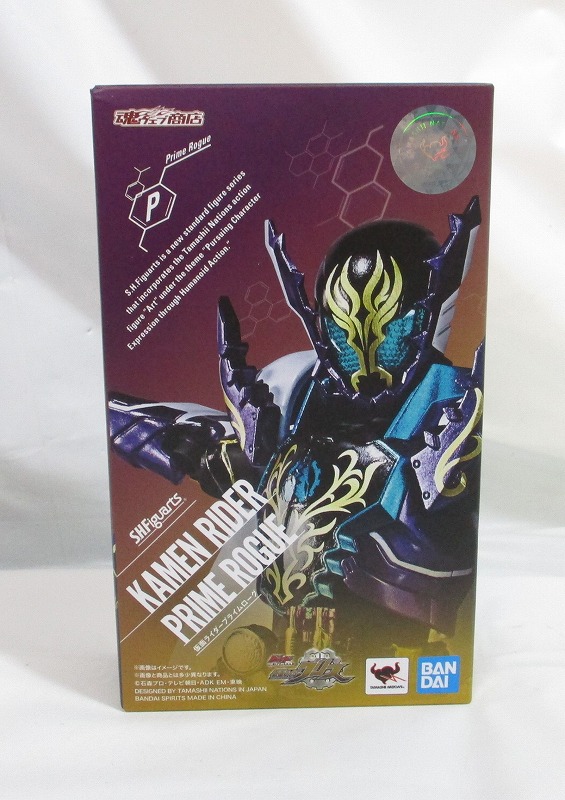 魂ウェブ商店
Prime Rogue
P
S.H.Figuarts is a new standard figure series
that incorporates the Tamashii Nations action
figure "Art" under the theme "Pursuing Character
Expression through Humanoid Action."
S.H.Figuarts
KAMEN RIDER
PRIME ROGUE
仮面ライダープライムローグ
※画像はイメージです。
※画像と商品とは多少異なります。
©石森プロ・テレビ朝日・ADK EM・東映
DESIGNED BY TAMASHII NATIONS IN JAPAN
BANDAI SPIRITS MADE IN CHINA
TAMASHII NATIONS
BAN
DAI